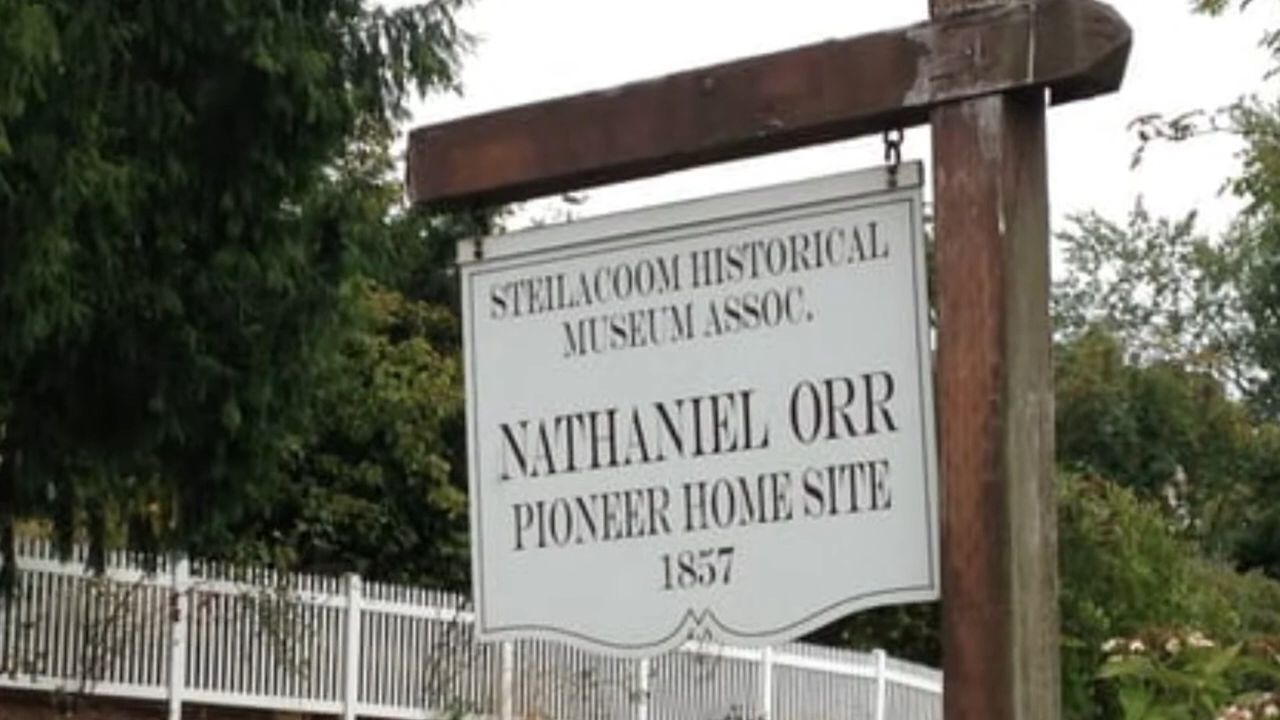 STEILACOOM HISTORICAL
MUSEUM ASSOC.
NATHANIEL ORR
PIONEER HOME SITE
1857